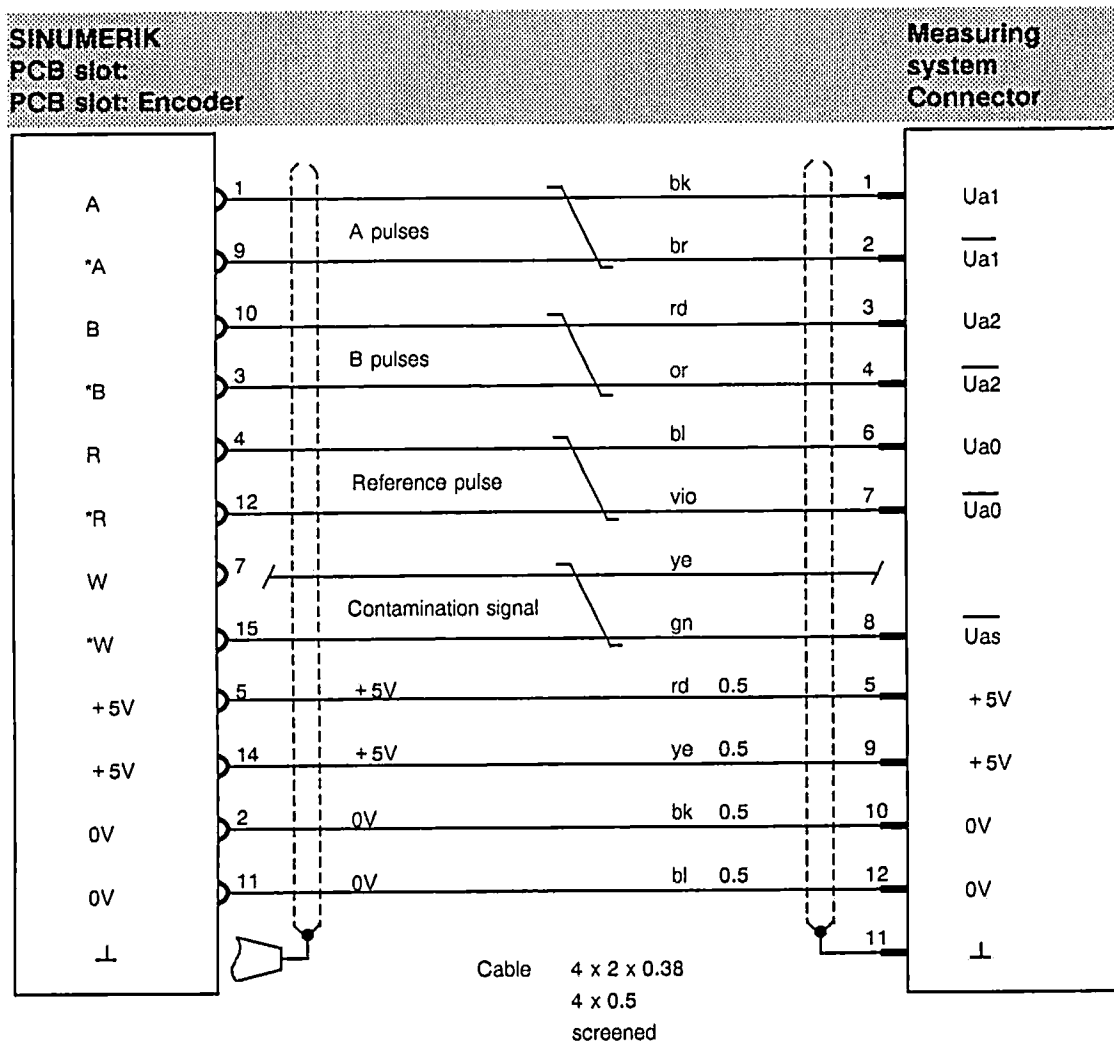 SINUMERIK
PCB slot:
PCB slot: Encoder
Measuring
system
Connector
A 1 bk 1 Ua1
A pulses
*A 9 br 2 U̅a̅1̅
B 10 rd 3 Ua2
B pulses
*B 3 or 4 U̅a̅2̅
R 4 bl 6 Ua0
Reference pulse
*R 12 vio 7 U̅a̅0̅
W 7 ye
Contamination signal
*W 15 gn 8 U̅a̅s̅
+5V 5 +5V rd 0.5 5 +5V
+5V 14 +5V ye 0.5 9 +5V
0V 2 0V bk 0.5 10 0V
0V 11 0V bl 0.5 12 0V
⊥ 11 ⊥
Cable 4 x 2 x 0.38
4 x 0.5
screened